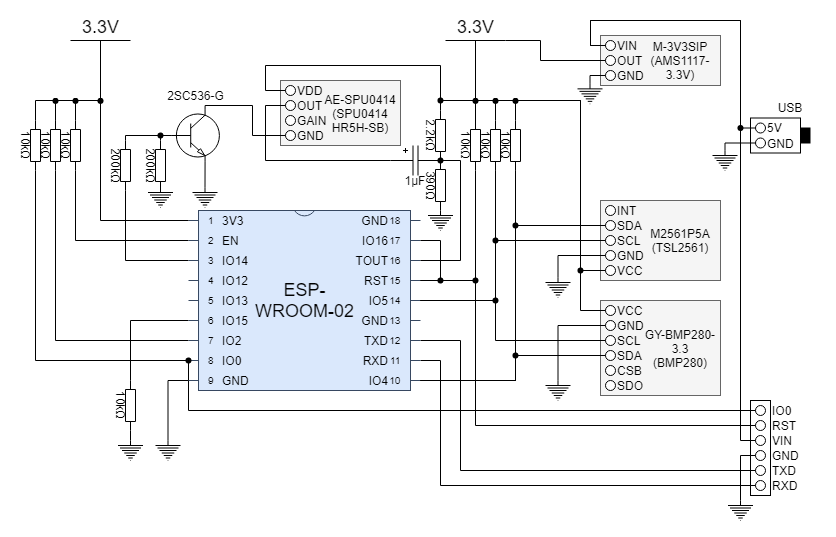 3.3V
3.3V
2SC536-G
10kΩ
10kΩ
10kΩ
200kΩ
200kΩ
VDD
OUT
GAIN
GND
AE-SPU0414
(SPU0414
HR5H-SB)
+
1μF
2.2kΩ
390Ω
10kΩ
10kΩ
10kΩ
VIN
OUT
GND
M-3V3SIP
(AMS1117-
3.3V)
USB
5V
GND
1 3V3
2 EN
3 IO14
4 IO12
5 IO13
6 IO15
7 IO2
8 IO0
9 GND
ESP-
WROOM-02
GND 18
IO16 17
TOUT 16
RST 15
IO5 14
GND 13
TXD 12
RXD 11
IO4 10
INT
SDA
SCL
GND
VCC
M2561P5A
(TSL2561)
VCC
GND
SCL
SDA
CSB
SDO
GY-BMP280-
3.3
(BMP280)
10kΩ
IO0
RST
VIN
GND
TXD
RXD